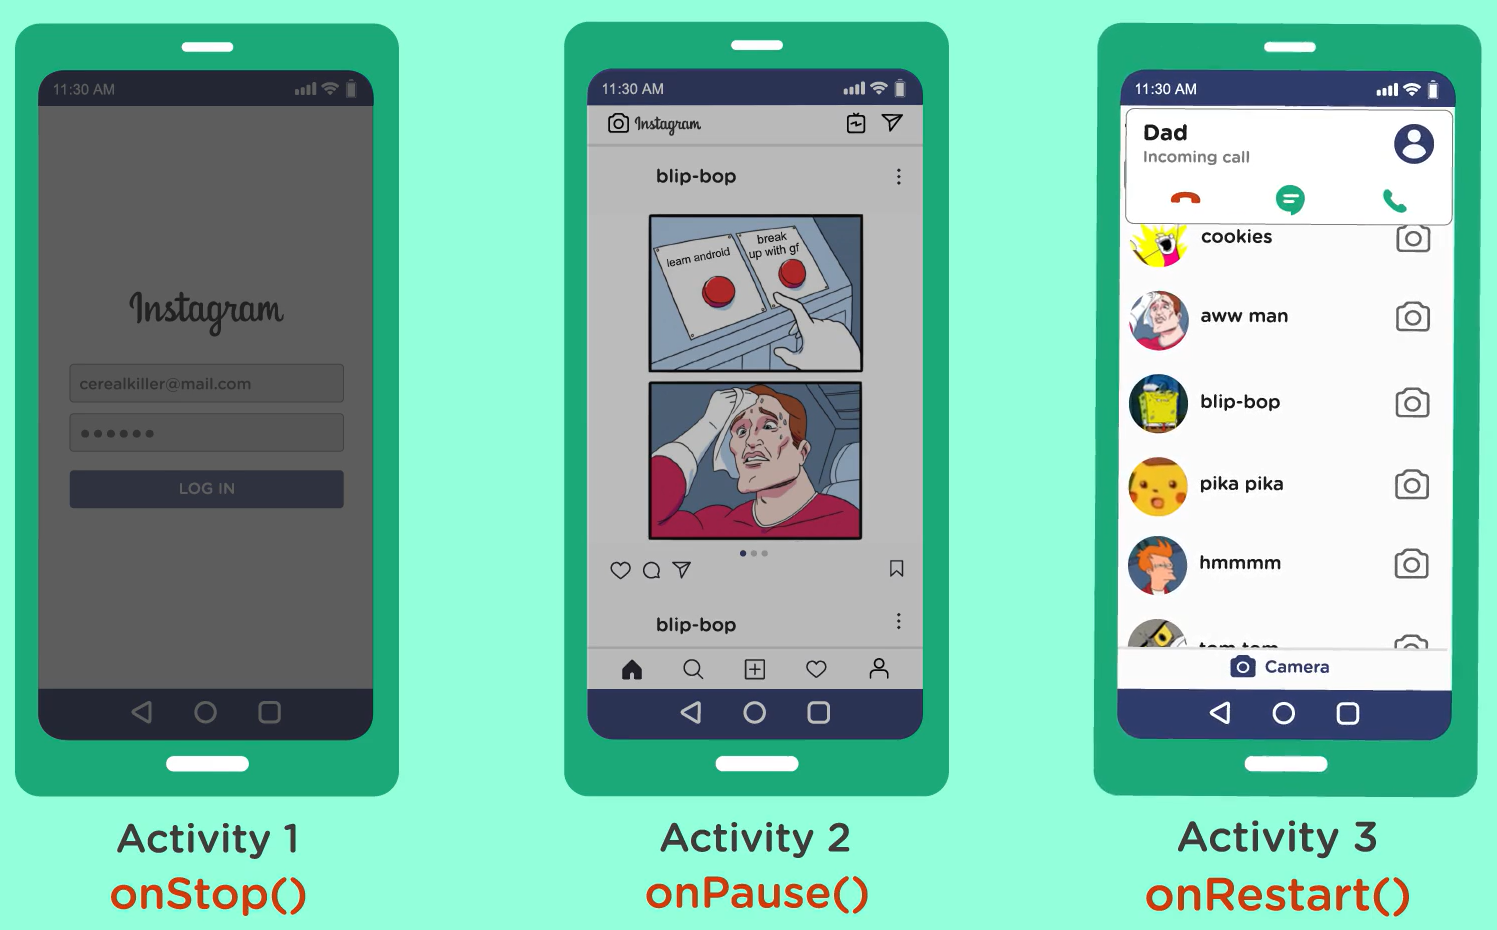 11:30 AM
Instagram
cerealkiller@mail.com
LOG IN
Activity 1
onStop()
11:30 AM
Instagram
blip-bop
learn android
break
up with gf
blip-bop
Activity 2
onPause()
11:30 AM
Dad
Incoming call
cookies
aww man
blip-bop
pika pika
hmmmm
tom tom
Camera
Activity 3
onRestart()